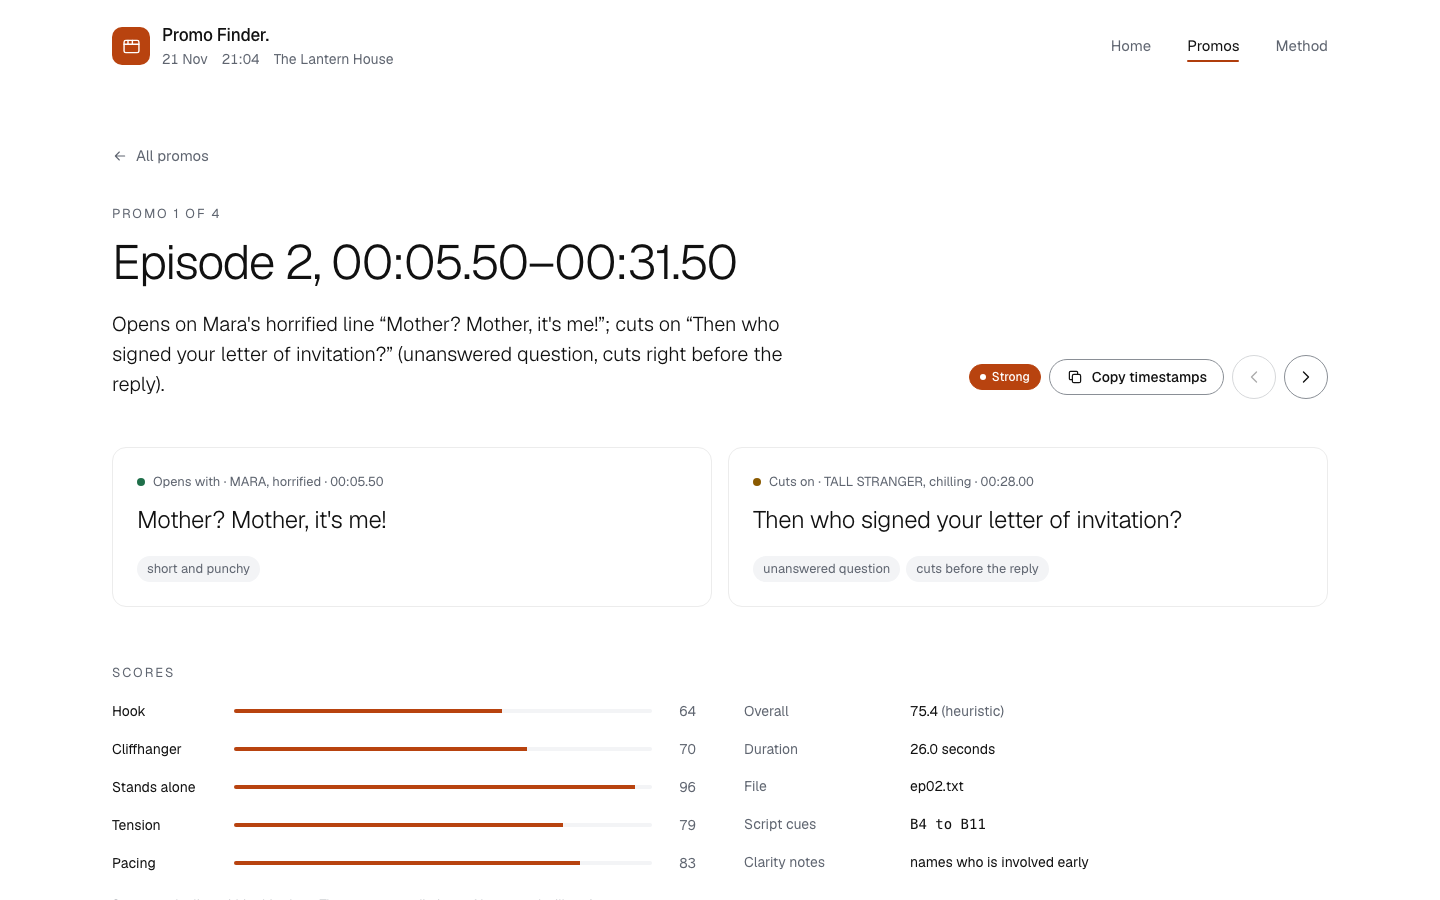 Promo Finder.
21 Nov 21:04 The Lantern House
Home Promos Method
All promos
PROMO 1 OF 4
Episode 2, 00:05.50–00:31.50
Opens on Mara's horrified line “Mother? Mother, it's me!”; cuts on “Then who
signed your letter of invitation?” (unanswered question, cuts right before the
reply).
Strong
Copy timestamps
Opens with · MARA, horrified · 00:05.50
Mother? Mother, it's me!
short and punchy
Cuts on · TALL STRANGER, chilling · 00:28.00
Then who signed your letter of invitation?
unanswered question cuts before the reply
SCORES
Hook 64
Cliffhanger 70
Stands alone 96
Tension 79
Pacing 83
Overall 75.4 (heuristic)
Duration 26.0 seconds
File ep02.txt
Script cues B4 to B11
Clarity notes names who is involved early